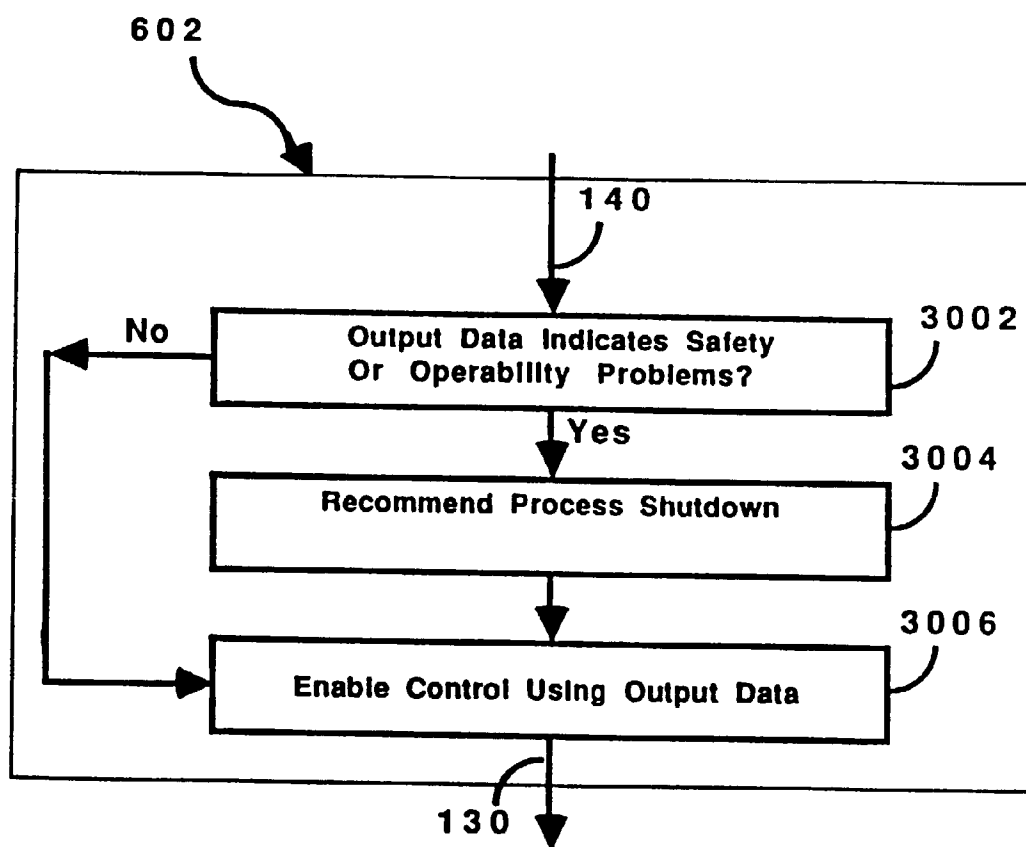 602
140
No
Output Data Indicates Safety
Or Operability Problems?
3002
Yes
3004
Recommend Process Shutdown
3006
Enable Control Using Output Data
130